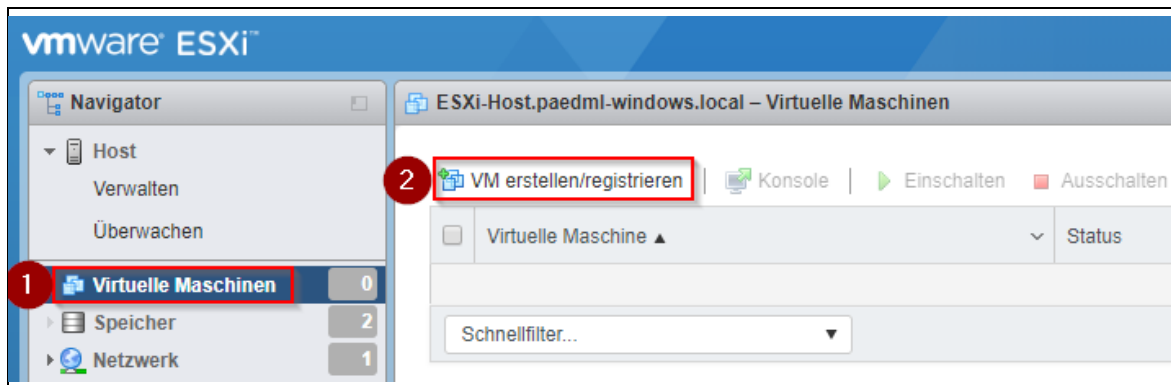 vmware ESXi™
Navigator
Host
Verwalten
Überwachen
1 Virtuelle Maschinen 0
Speicher 2
Netzwerk 1
ESXi-Host.paedml-windows.local – Virtuelle Maschinen
2 VM erstellen/registrieren | Konsole | Einschalten Ausschalten
Virtuelle Maschine ▲ Status
Schnellfilter...